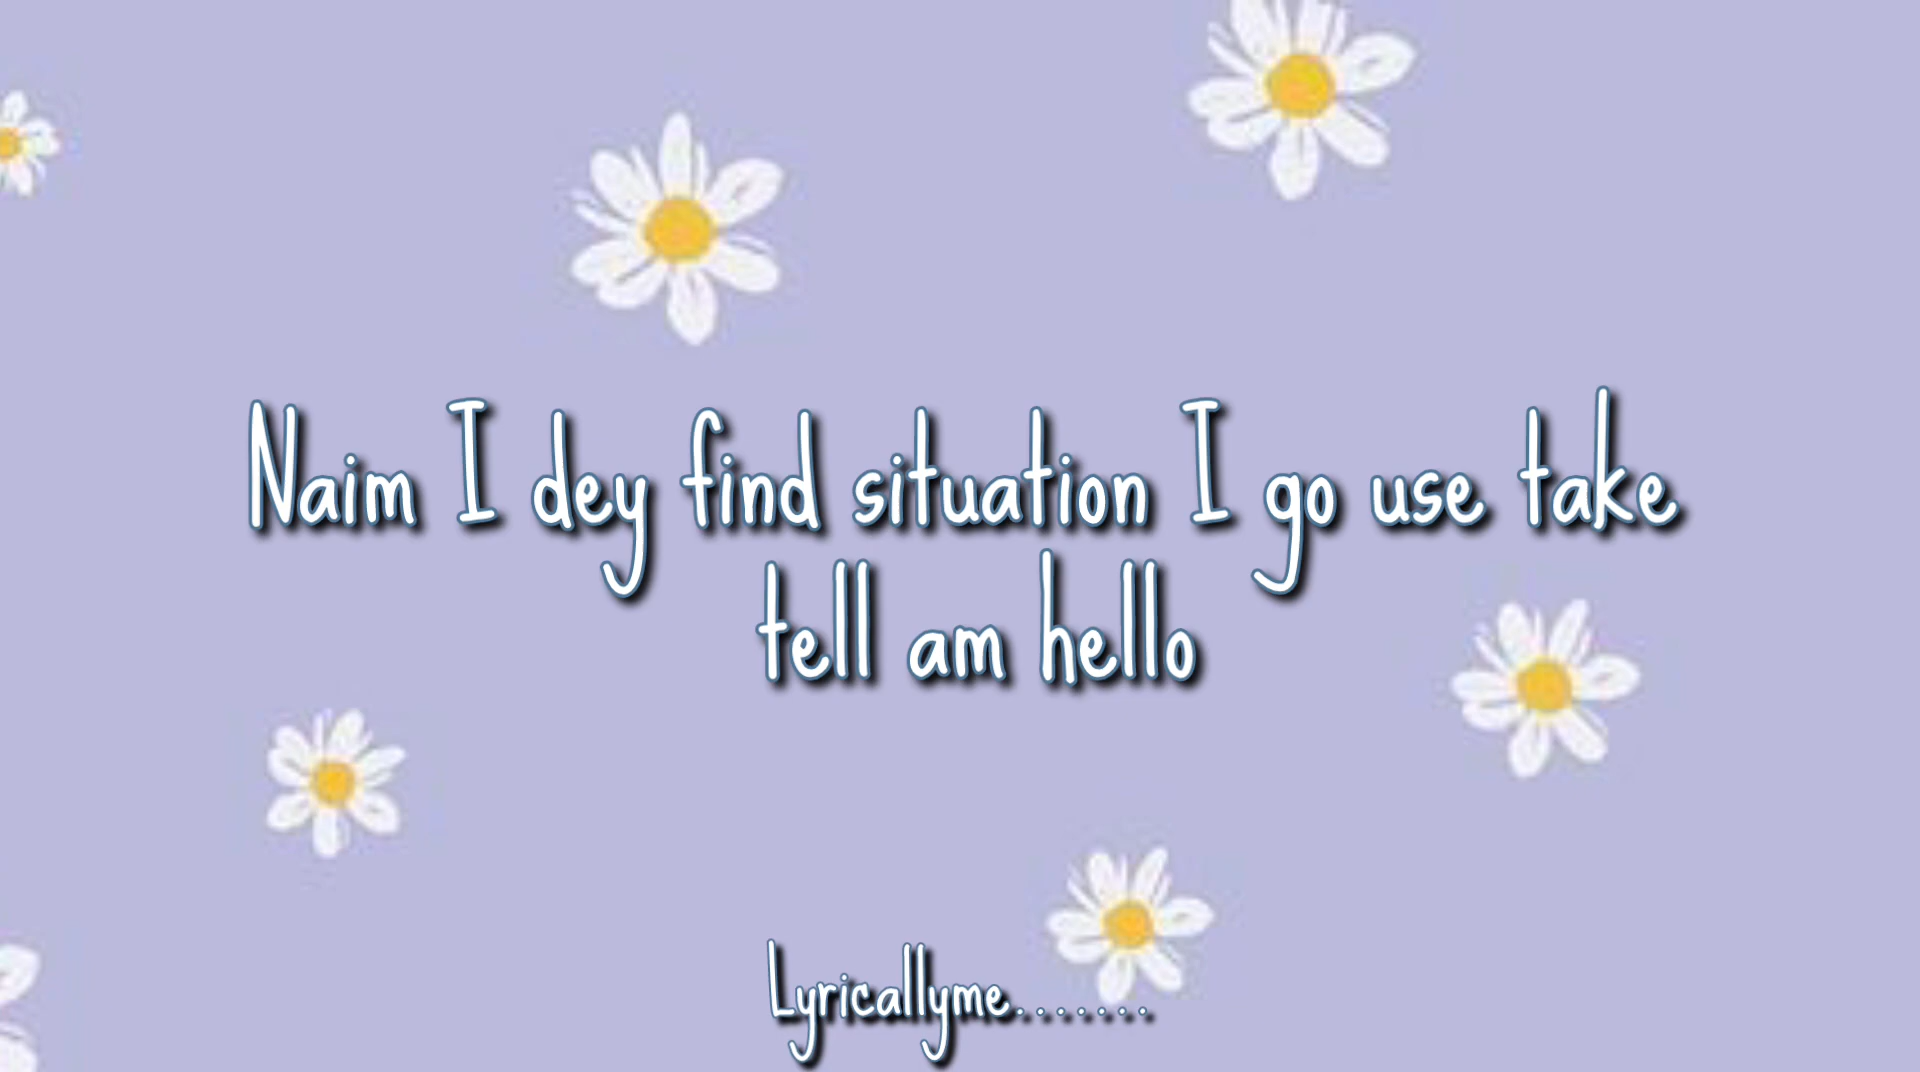 Naim I dey find situation I go use take
tell am hello
Lyricallyme.......